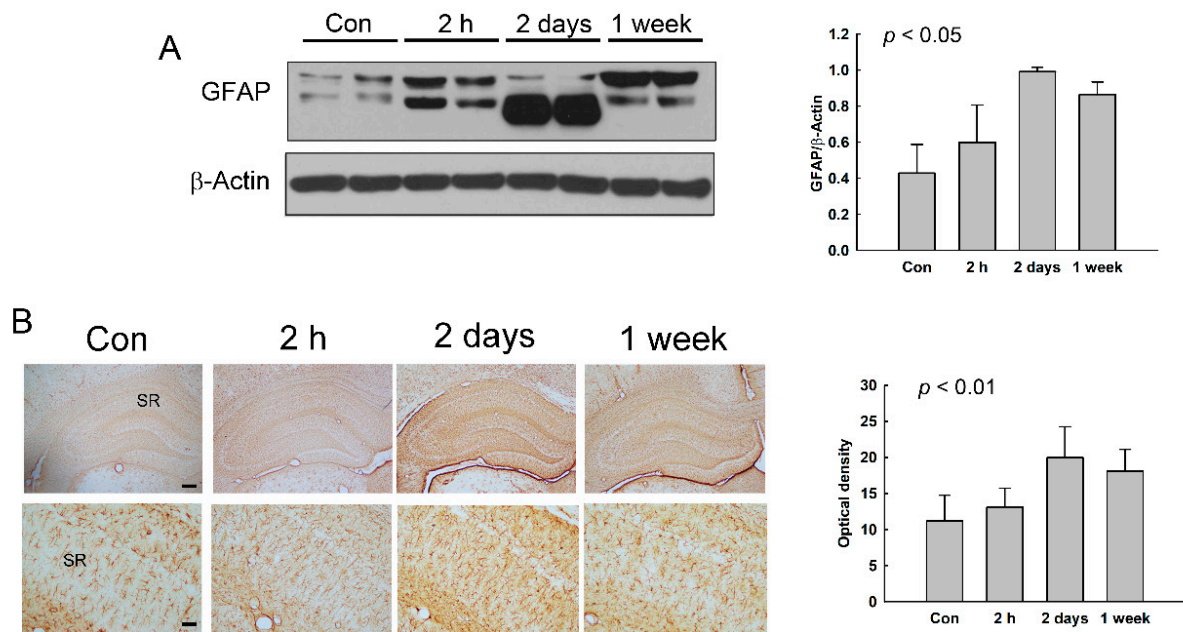 A
Con 2 h 2 days 1 week
GFAP
β-Actin
p < 0.05
GFAP/β-Actin
1.2
1.0
0.8
0.6
0.4
0.2
0.0
Con 2 h 2 days 1 week
B
Con 2 h 2 days 1 week
SR
SR
p < 0.01
Optical density
30
25
20
15
10
5
0
Con 2 h 2 days 1 week